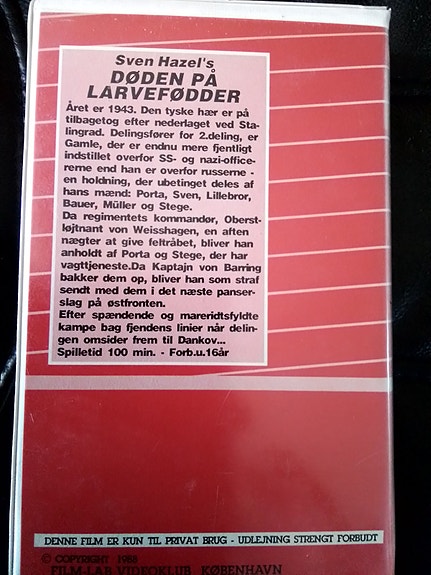 Sven Hazel's
DØDEN PÅ
LARVEFØDDER
Året er 1943. Den tyske hær er på
tilbagetog efter nederlaget ved Sta-
lingrad. Delingsfører for 2.deling, er
Gamle, der er endnu mere fjentligt
indstillet overfor SS- og nazi-office-
rerne end han er overfor russerne -
en holdning, der ubetinget deles af
hans mænd: Porta, Sven, Lillebror,
Bauer, Müller og Stege.
Da regimentets kommandør, Oberst-
løjtnant von Weisshagen, en aften
nægter at give feltråbet, bliver han
anholdt af Porta og Stege, der har
vagttjeneste.Da Kaptajn von Barring
bakker dem op, bliver han som straf
sendt med dem i det næste panser-
slag på østfronten.
Efter spændende og mareridtsfyldte
kampe bag fjendens linier når delin-
gen omsider frem til Dankov...
Spilletid 100 min. - Forb.u.16år
DENNE FILM ER KUN TIL PRIVAT BRUG - UDLEJNING STRENGT FORBUDT
© COPYRIGHT 1988
FILM-LAB VIDEOKLUB, KØBENHAVN